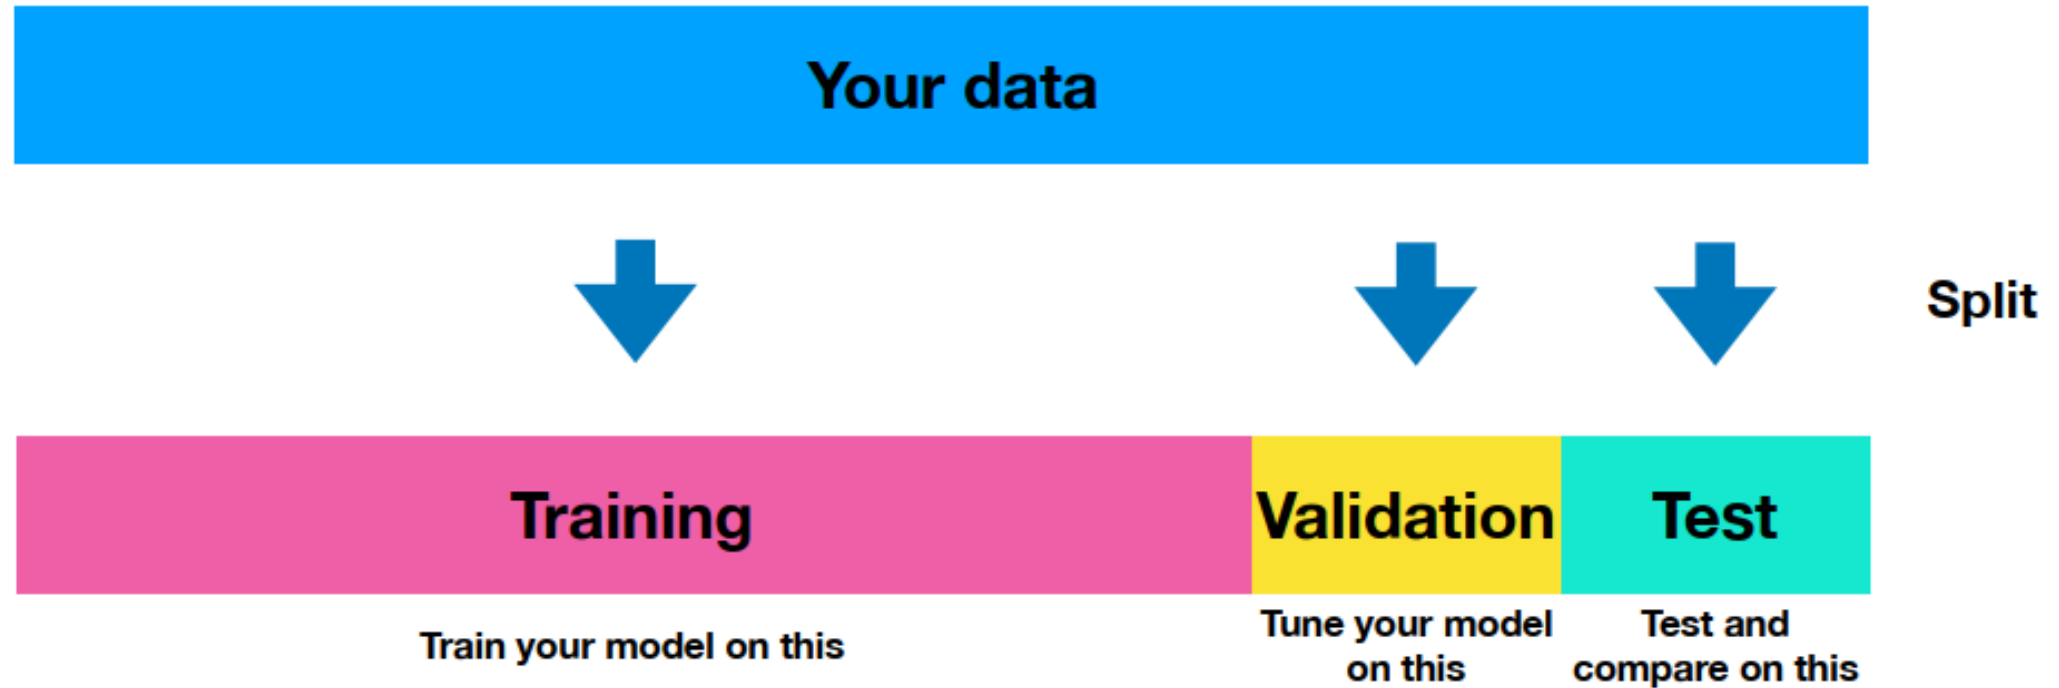 Your data
Split
Training
Validation
Test
Train your model on this
Tune your model
on this
Test and
compare on this